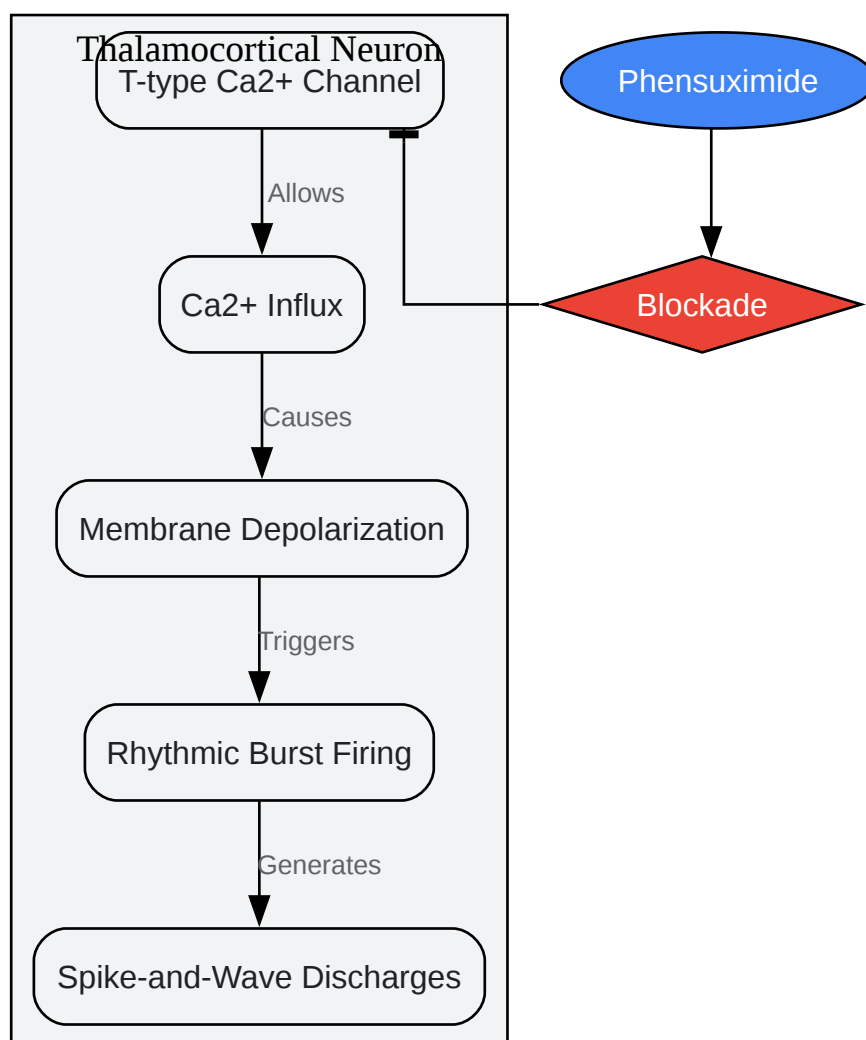 Thalamocortical Neuron
T-type Ca2+ Channel
Phensuximide
Allows
Ca2+ Influx
Blockade
Causes
Membrane Depolarization
Triggers
Rhythmic Burst Firing
Generates
Spike-and-Wave Discharges